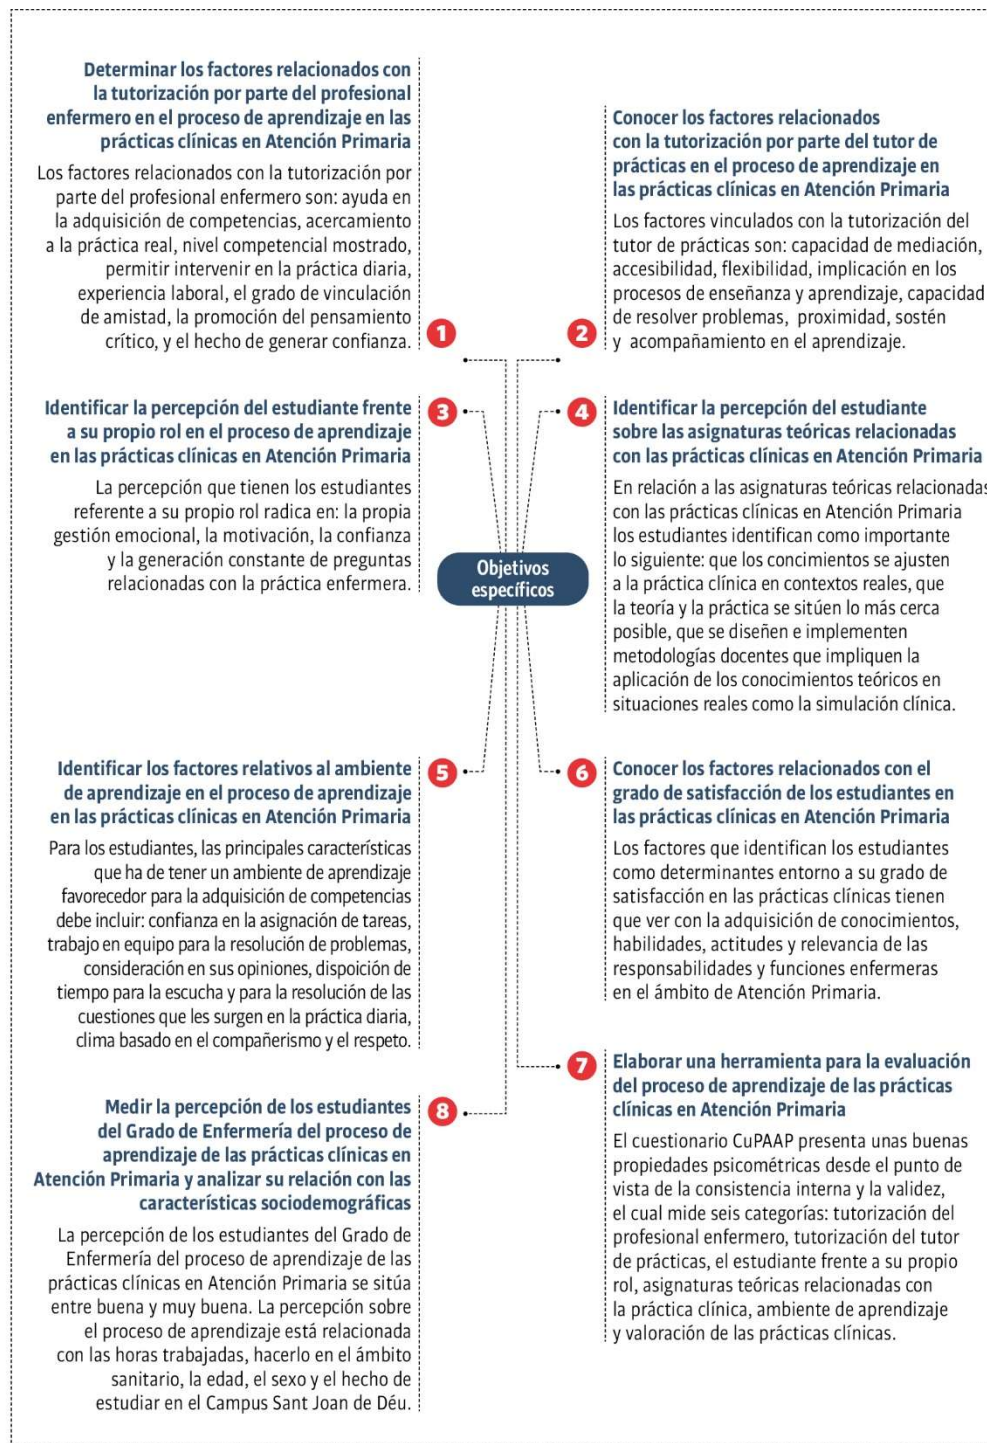 Determinar los factores relacionados con
la tutorización por parte del profesional
enfermero en el proceso de aprendizaje en las
prácticas clínicas en Atención Primaria
Los factores relacionados con la tutorización por
parte del profesional enfermero son: ayuda en
la adquisición de competencias, acercamiento
a la práctica real, nivel competencial mostrado,
permitir intervenir en la práctica diaria,
experiencia laboral, el grado de vinculación
de amistad, la promoción del pensamiento
crítico, y el hecho de generar confianza.
1
2
Conocer los factores relacionados
con la tutorización por parte del tutor de
prácticas en el proceso de aprendizaje en
las prácticas clínicas en Atención Primaria
Los factores vinculados con la tutorización del
tutor de prácticas son: capacidad de mediación,
accesibilidad, flexibilidad, implicación en los
procesos de enseñanza y aprendizaje, capacidad
de resolver problemas, proximidad, sostén
y acompañamiento en el aprendizaje.
Identificar la percepción del estudiante frente
a su propio rol en el proceso de aprendizaje
en las prácticas clínicas en Atención Primaria
La percepción que tienen los estudiantes
referente a su propio rol radica en: la propia
gestión emocional, la motivación, la confianza
y la generación constante de preguntas
relacionadas con la práctica enfermera.
3
4
Identificar la percepción del estudiante
sobre las asignaturas teóricas relacionadas
con las prácticas clínicas en Atención Primaria
En relación a las asignaturas teóricas relacionadas
con las prácticas clínicas en Atención Primaria
los estudiantes identifican como importante
lo siguiente: que los concimientos se ajusten
a la práctica clínica en contextos reales, que
la teoría y la práctica se sitúen lo más cerca
posible, que se diseñen e implementen
metodologías docentes que impliquen la
aplicación de los conocimientos teóricos en
situaciones reales como la simulación clínica.
Objetivos
específicos
Identificar los factores relativos al ambiente
de aprendizaje en el proceso de aprendizaje
en las prácticas clínicas en Atención Primaria
Para los estudiantes, las principales características
que ha de tener un ambiente de aprendizaje
favorecedor para la adquisición de competencias
debe incluir: confianza en la asignación de tareas,
trabajo en equipo para la resolución de problemas,
consideración en sus opiniones, dispoición de
tiempo para la escucha y para la resolución de las
cuestiones que les surgen en la práctica diaria,
clima basado en el compañerismo y el respeto.
5
6
Conocer los factores relacionados con el
grado de satisfacción de los estudiantes en
las prácticas clínicas en Atención Primaria
Los factores que identifican los estudiantes
como determinantes entorno a su grado de
satisfacción en las prácticas clínicas tienen
que ver con la adquisición de conocimientos,
habilidades, actitudes y relevancia de las
responsabilidades y funciones enfermeras
en el ámbito de Atención Primaria.
7
Elaborar una herramienta para la evaluación
del proceso de aprendizaje de las prácticas
clínicas en Atención Primaria
El cuestionario CuPAAP presenta unas buenas
propiedades psicométricas desde el punto de
vista de la consistencia interna y la validez,
el cual mide seis categorías: tutorización del
profesional enfermero, tutorización del tutor
de prácticas, el estudiante frente a su propio
rol, asignaturas teóricas relacionadas con
la práctica clínica, ambiente de aprendizaje
y valoración de las prácticas clínicas.
Medir la percepción de los estudiantes
del Grado de Enfermería del proceso de
aprendizaje de las prácticas clínicas en
Atención Primaria y analizar su relación con las
características sociodemográficas
La percepción de los estudiantes del Grado de
Enfermería del proceso de aprendizaje de las
prácticas clínicas en Atención Primaria se sitúa
entre buena y muy buena. La percepción sobre
el proceso de aprendizaje está relacionada
con las horas trabajadas, hacerlo en el ámbito
sanitario, la edad, el sexo y el hecho de
estudiar en el Campus Sant Joan de Déu.
8